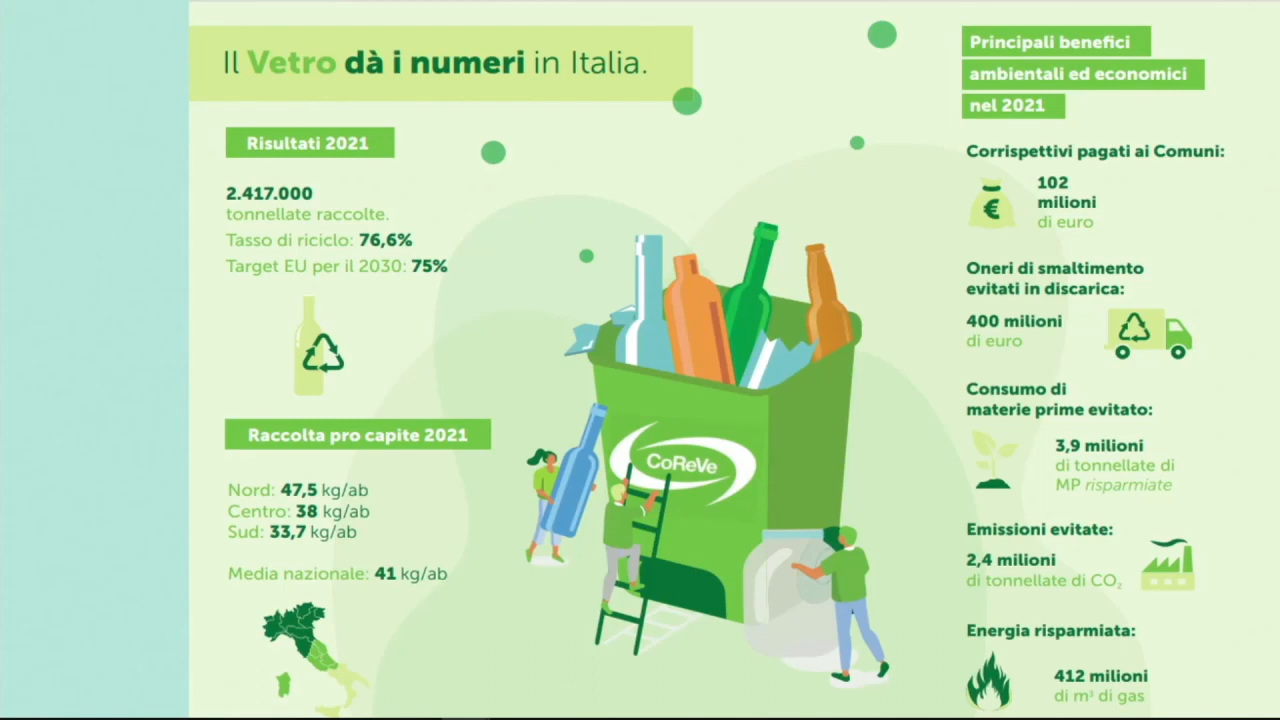 Il Vetro dà i numeri in Italia.
Risultati 2021
2.417.000
tonnellate raccolte.
Tasso di riciclo: 76,6%
Target EU per il 2030: 75%
Raccolta pro capite 2021
Nord: 47,5 kg/ab
Centro: 38 kg/ab
Sud: 33,7 kg/ab
Media nazionale: 41 kg/ab
CoReVe
Principali benefici
ambientali ed economici
nel 2021
Corrispettivi pagati ai Comuni:
€
102
milioni
di euro
Oneri di smaltimento
evitati in discarica:
400 milioni
di euro
Consumo di
materie prime evitato:
3,9 milioni
di tonnellate di
MP risparmiate
Emissioni evitate:
2,4 milioni
di tonnellate di CO₂
Energia risparmiata:
412 milioni
di m³ di gas